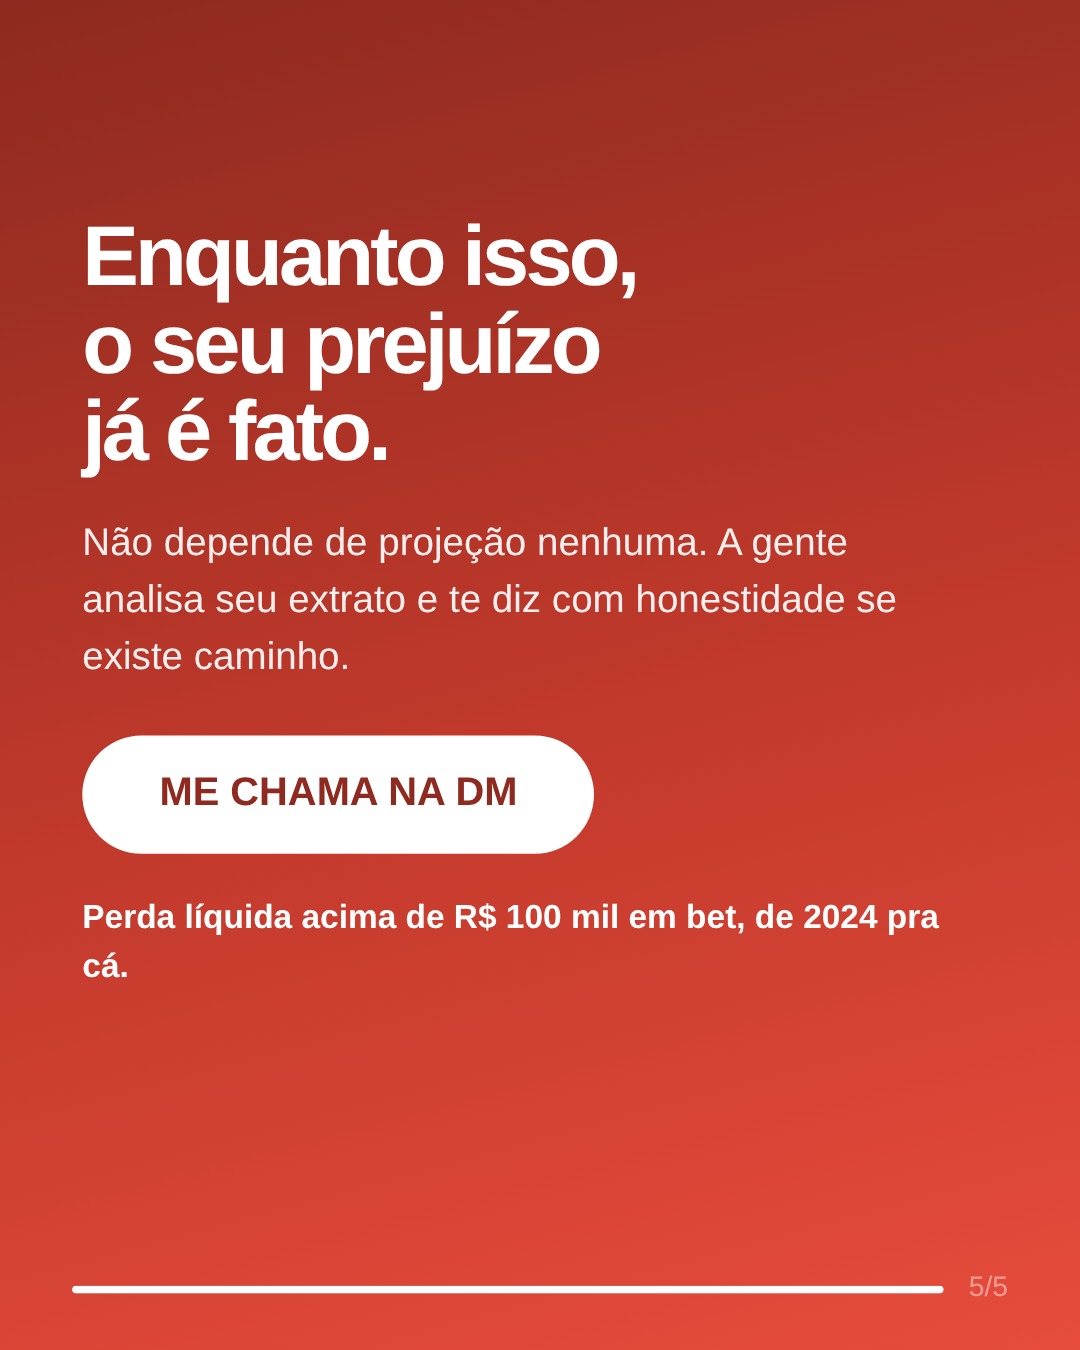 Enquanto isso,
o seu prejuízo
já é fato.
Não depende de projeção nenhuma. A gente
analisa seu extrato e te diz com honestidade se
existe caminho.
ME CHAMA NA DM
Perda líquida acima de R$ 100 mil em bet, de 2024 pra
cá.
5/5